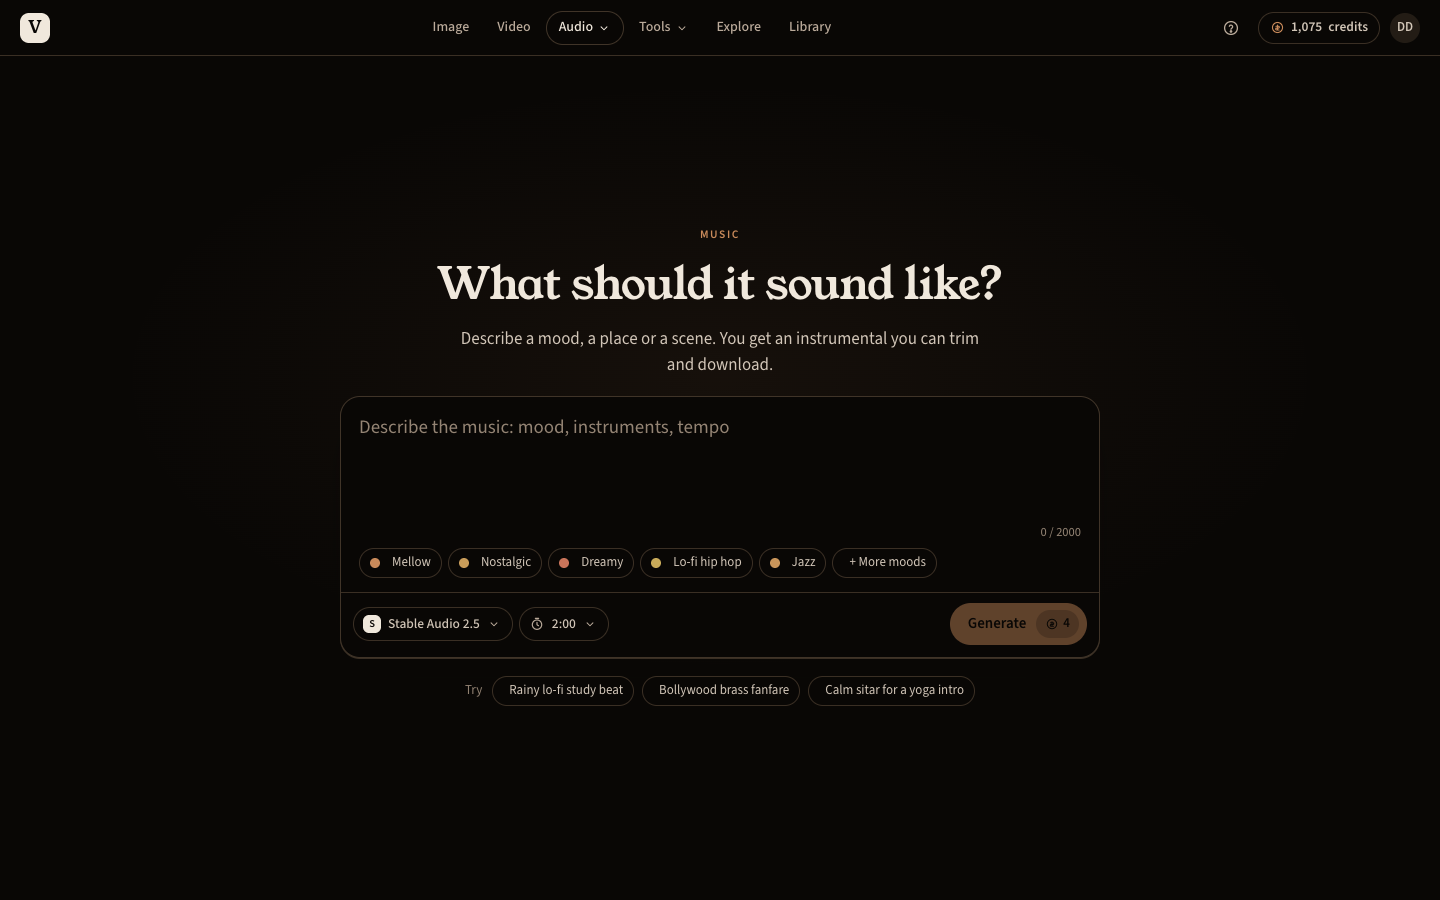 V
Image Video Audio Tools Explore Library
1,075 credits
DD
MUSIC
What should it sound like?
Describe a mood, a place or a scene. You get an instrumental you can trim
and download.
Describe the music: mood, instruments, tempo
0 / 2000
Mellow Nostalgic Dreamy Lo-fi hip hop Jazz + More moods
S Stable Audio 2.5 2:00 Generate 4
Try Rainy lo-fi study beat Bollywood brass fanfare Calm sitar for a yoga intro